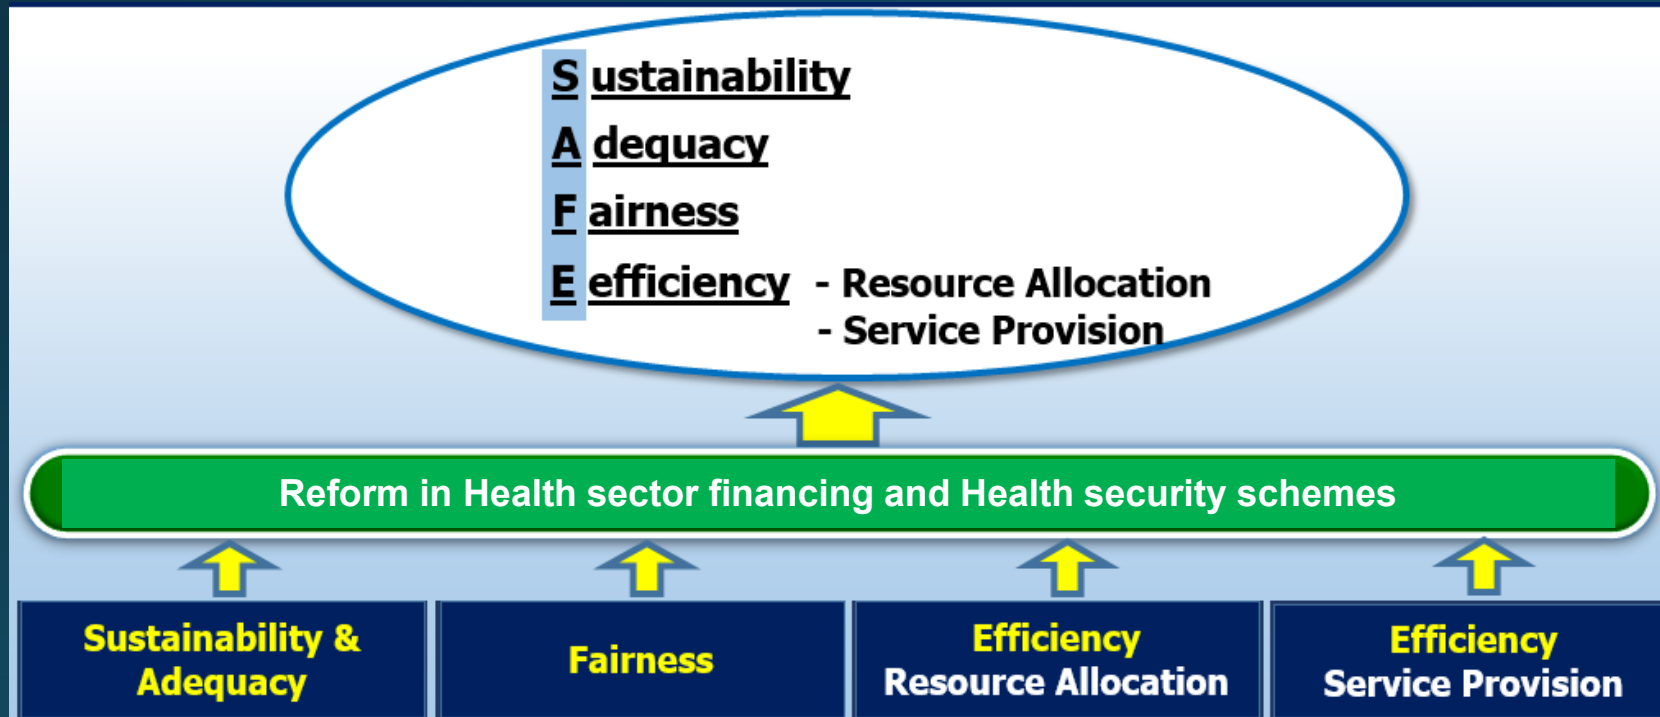 S ustainability
A dequacy
F airness
E efficiency - Resource Allocation
- Service Provision
Reform in Health sector financing and Health security schemes
Sustainability &
Adequacy
Fairness
Efficiency
Resource Allocation
Efficiency
Service Provision